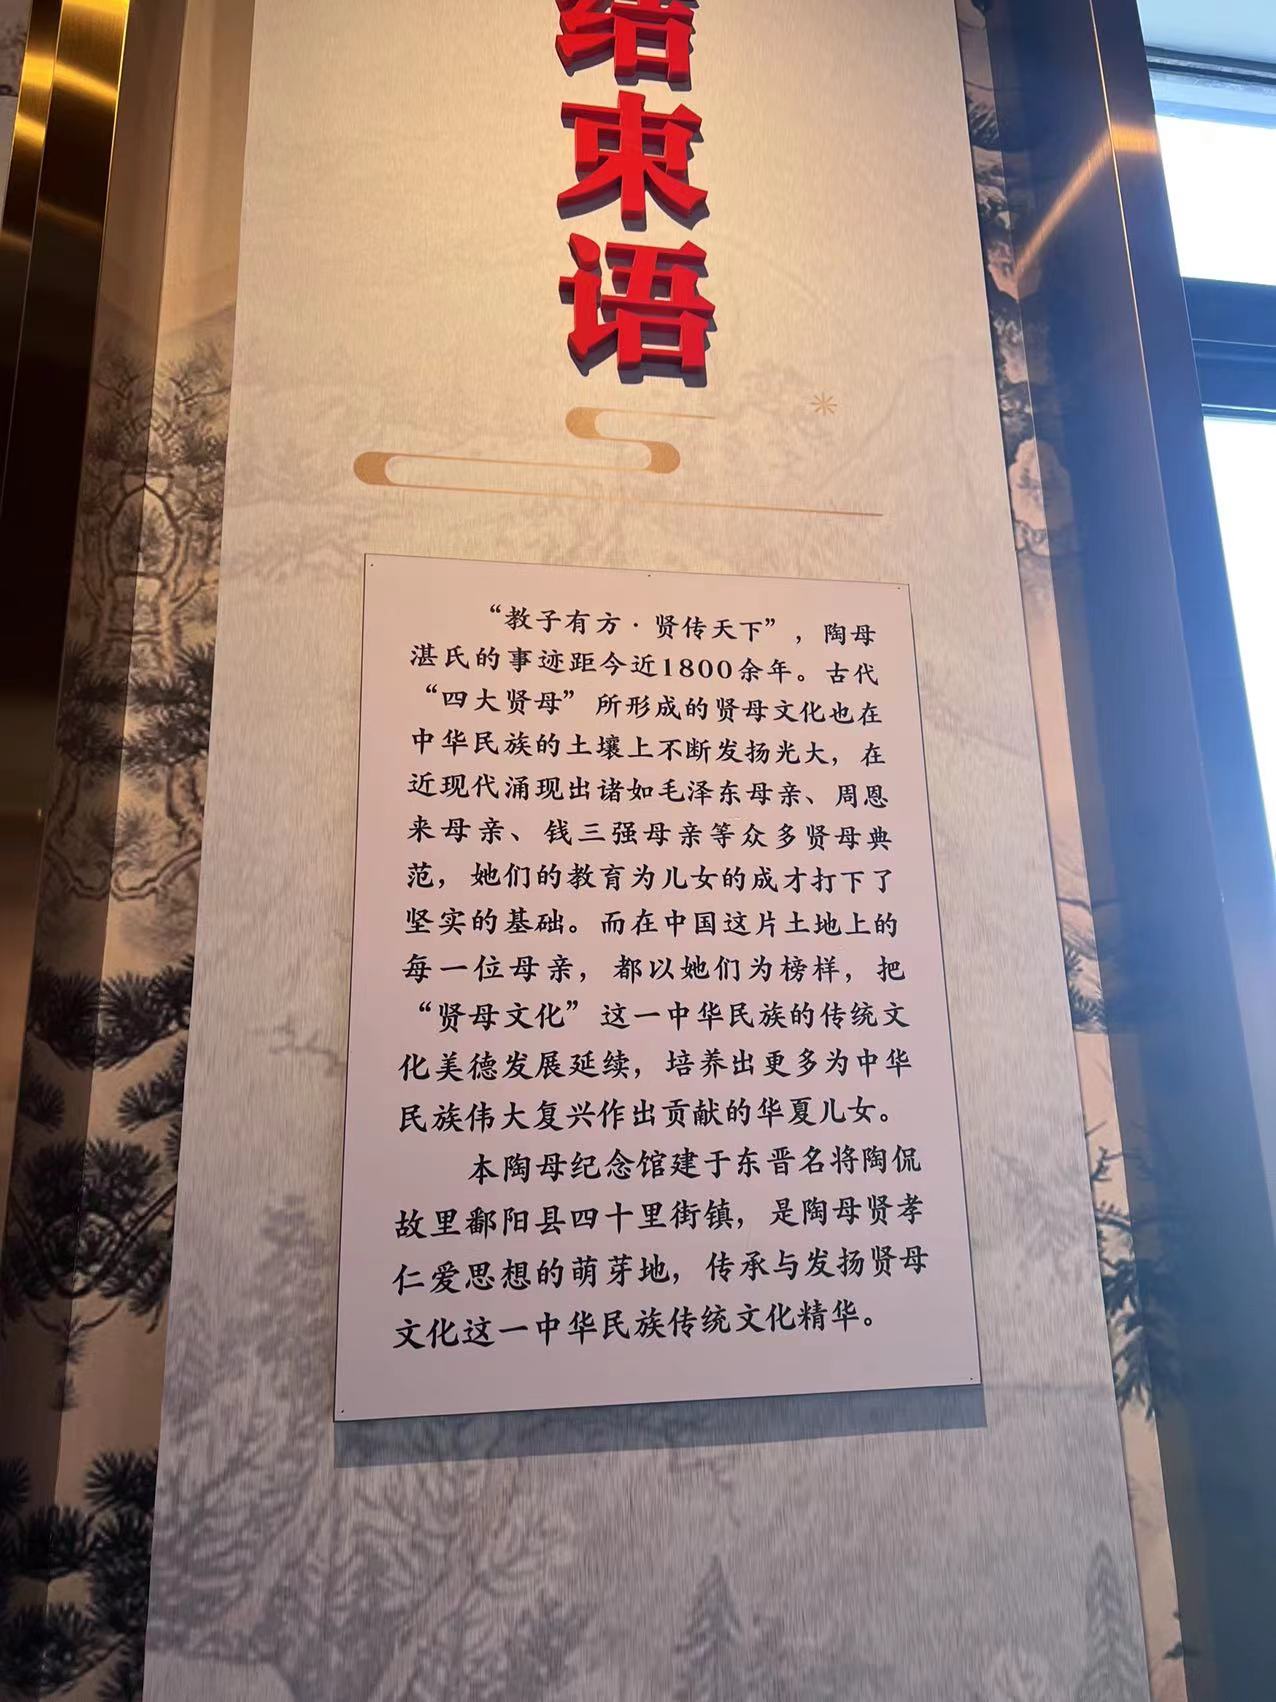 结
束
语
“教子有方·贤传天下”，陶母
湛氏的事迹距今近1800余年。古代
“四大贤母”所形成的贤母文化也在
中华民族的土壤上不断发扬光大，在
近现代涌现出诸如毛泽东母亲、周恩
来母亲、钱三强母亲等众多贤母典
范，她们的教育为儿女的成才打下了
坚实的基础。而在中国这片土地上的
每一位母亲，都以她们为榜样，把
“贤母文化”这一中华民族的传统文
化美德发展延续，培养出更多为中华
民族伟大复兴作出贡献的华夏儿女。
本陶母纪念馆建于东晋名将陶侃
故里鄱阳县四十里街镇，是陶母贤孝
仁爱思想的萌芽地，传承与发扬贤母
文化这一中华民族传统文化精华。